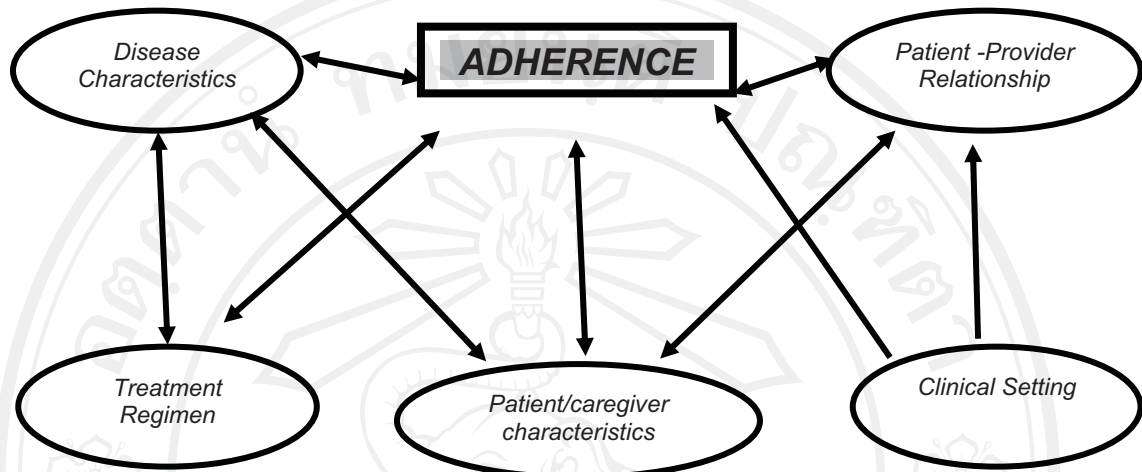 Disease
Characteristics
ADHERENCE
Patient -Provider
Relationship
Treatment
Regimen
Patient/caregiver
characteristics
Clinical Setting